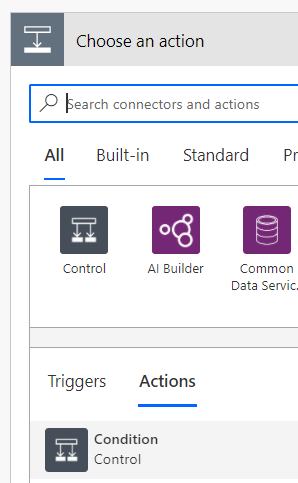 Choose an action
Search connectors and actions
All Built-in Standard Pr
Control AI Builder Common
Data Servic.
Triggers Actions
Condition
Control